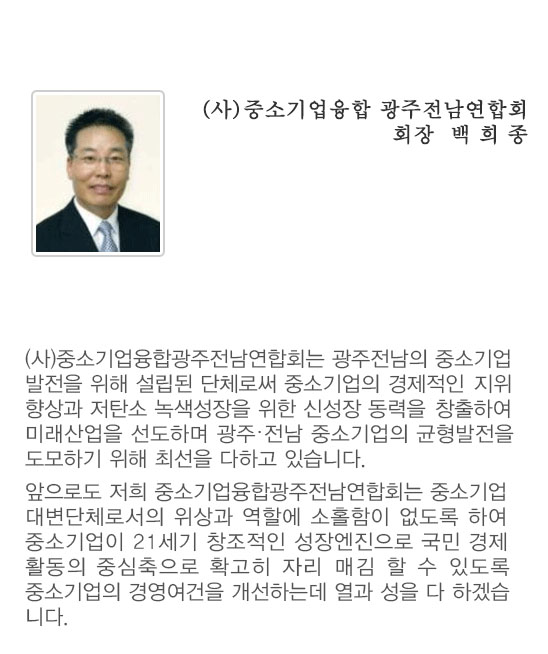 (사)중소기업융합 광주전남연합회
회장 백 희 종
(사)중소기업융합광주전남연합회는 광주전남의 중소기업
발전을 위해 설립된 단체로써 중소기업의 경제적인 지위
향상과 저탄소 녹색성장을 위한 신성장 동력을 창출하여
미래산업을 선도하며 광주·전남 중소기업의 균형발전을
도모하기 위해 최선을 다하고 있습니다.
앞으로도 저희 중소기업융합광주전남연합회는 중소기업
대변단체로서의 위상과 역할에 소홀함이 없도록 하여
중소기업이 21세기 창조적인 성장엔진으로 국민 경제
활동의 중심축으로 확고히 자리 매김 할 수 있도록
중소기업의 경영여건을 개선하는데 열과 성을 다 하겠습
니다.